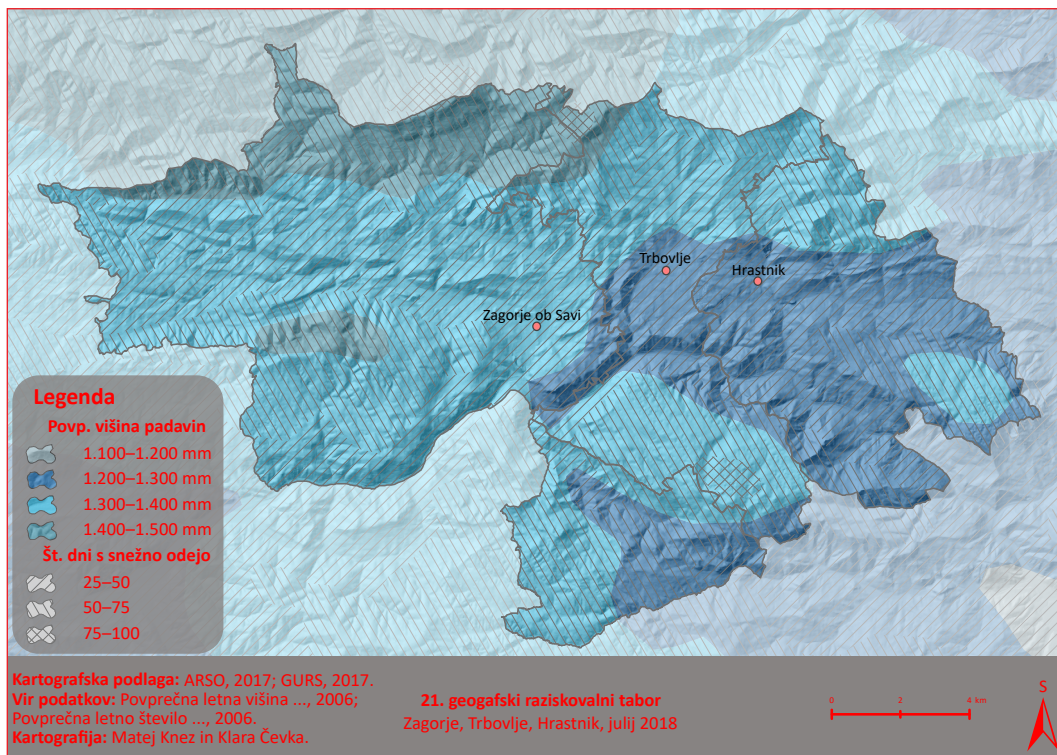 Trbovlje
Hrastnik
Zagorje ob Savi
Legenda
Povp. višina padavin
1.100–1.200 mm
1.200–1.300 mm
1.300–1.400 mm
1.400–1.500 mm
Št. dni s snežno odejo
25–50
50–75
75–100
Kartografska podlaga: ARSO, 2017; GURS, 2017.
Vir podatkov: Povprečna letna višina ..., 2006;
Povprečna letno število ..., 2006.
Kartografija: Matej Knez in Klara Čevka.
21. geogafski raziskovalni tabor
Zagorje, Trbovlje, Hrastnik, julij 2018
0 2 4 km
S